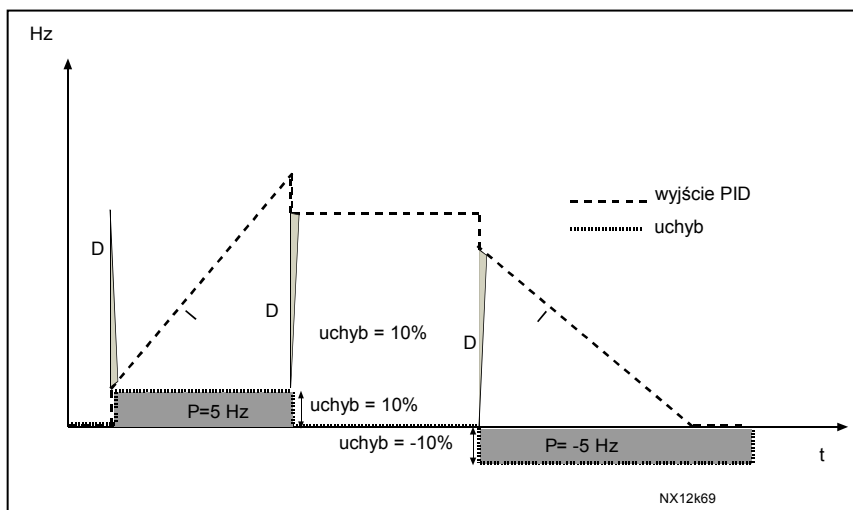 Hz
wyjście PID
uchyb
D
D
uchyb = 10%
D
uchyb = 10%
P=5 Hz
uchyb = -10%
P= -5 Hz
t
NX12k69